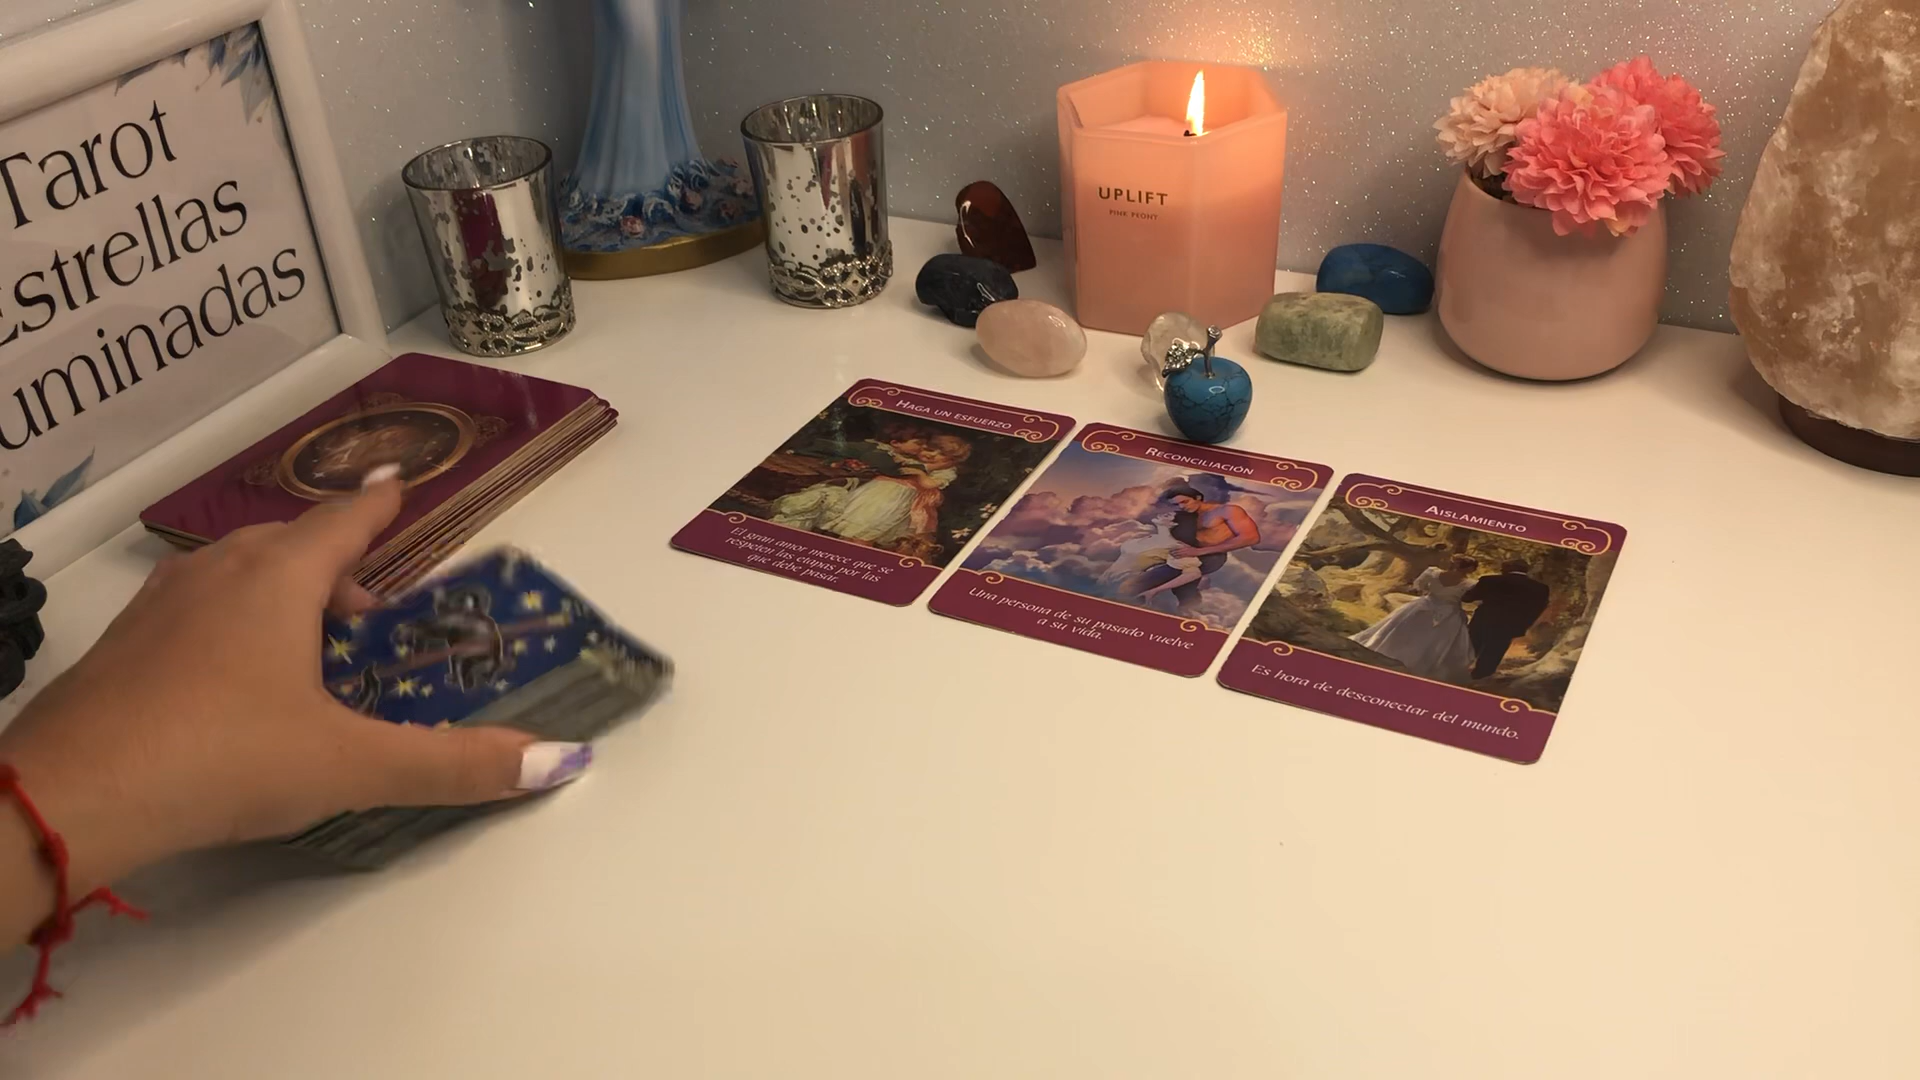 Tarot
Estrellas
uminadas
UPLIFT
PINK PEONY
HAGA UN ESFUERZO
El gran amor merece que se
respeten las etapas por las
que debe pasar.
RECONCILIACIÓN
Una persona de su pasado vuelve
a su vida.
AISLAMIENTO
Es hora de desconectar del mundo.